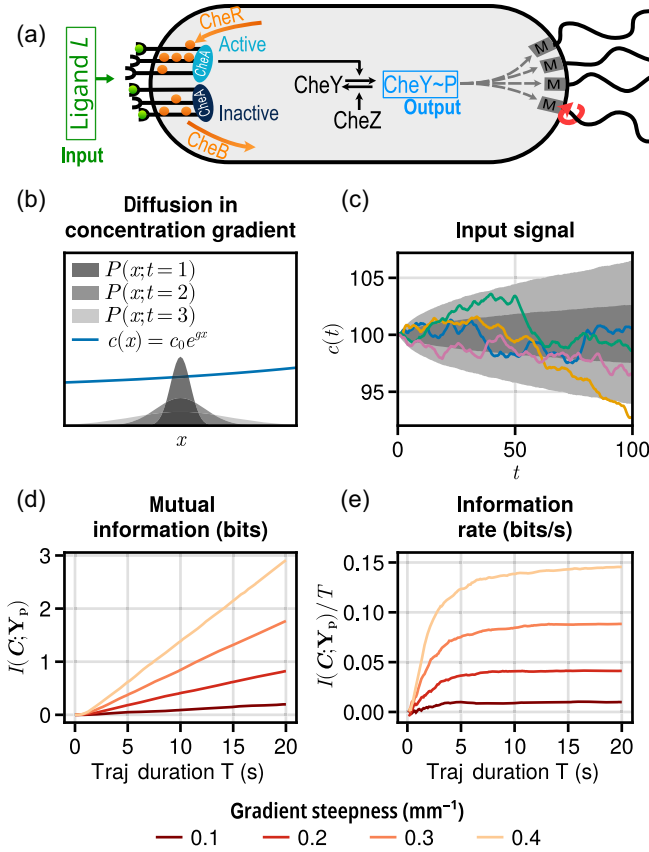 (a)
Ligand L
Input
CheR
Active
CheA
CheA
Inactive
CheB
CheY
CheZ
CheY~P
Output
M
M
M
M
(b)
Diffusion in
concentration gradient
P(x;t=1)
P(x;t=2)
P(x;t=3)
c(x) = c₀e^{gx}
x
(c)
Input signal
105
100
95
c(t)
0
50
100
t
(d)
Mutual
information (bits)
3
2
1
0
I(C;Yₚ)
0
5
10
15
20
Traj duration T (s)
(e)
Information
rate (bits/s)
0.15
0.10
0.05
0.00
I(C;Yₚ)/T
0
5
10
15
20
Traj duration T (s)
Gradient steepness (mm⁻¹)
0.1 0.2 0.3 0.4